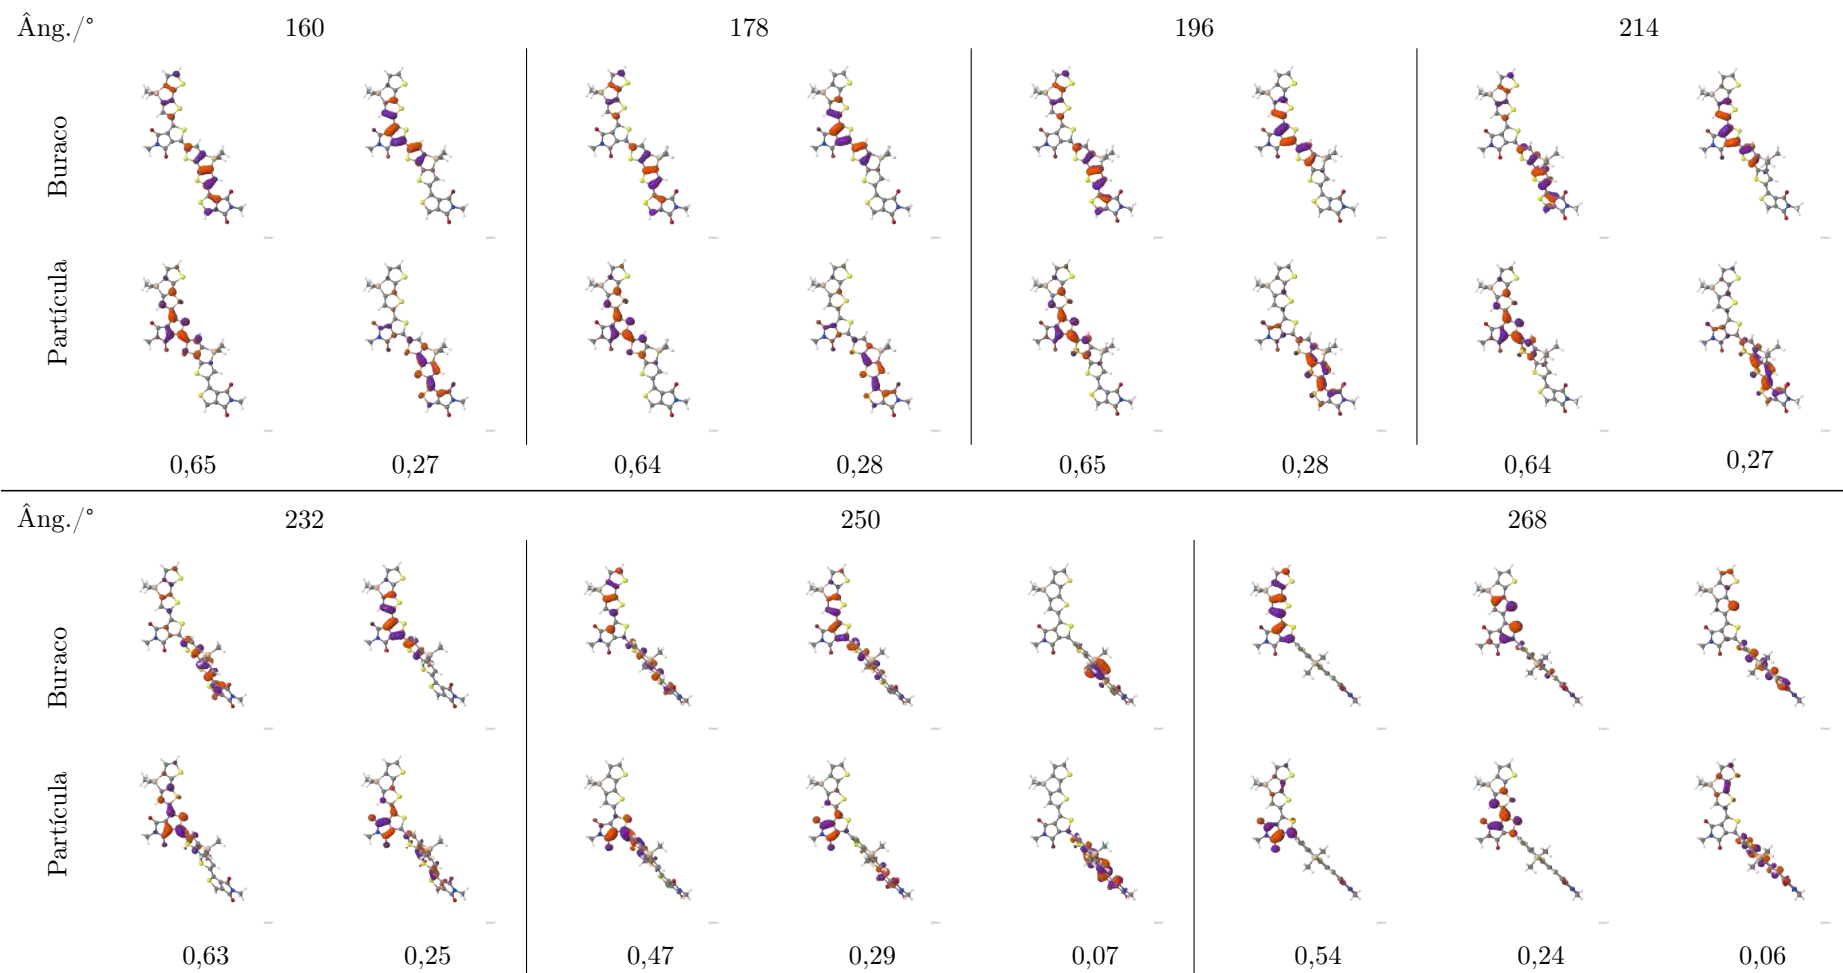 Âng./° 160 178 196 214
Buraco
Partícula
0,65 0,27 0,64 0,28 0,65 0,28 0,64 0,27
Âng./° 232 250 268
Buraco
Partícula
0,63 0,25 0,47 0,29 0,07 0,54 0,24 0,06